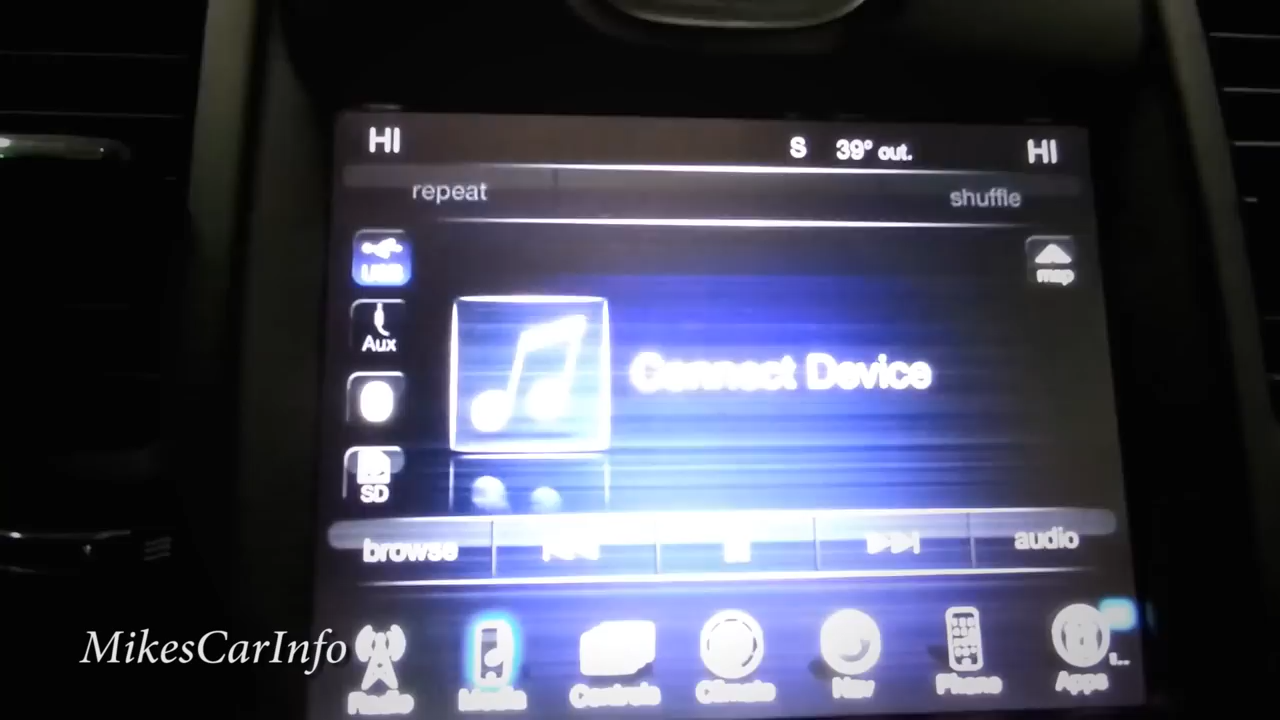 HI S 39° out. HI
repeat shuffle
USB
map
Aux
Connect Device
SD
browse audio
MikesCarInfo
Radio Media Controls Climate Nav Phone Apps